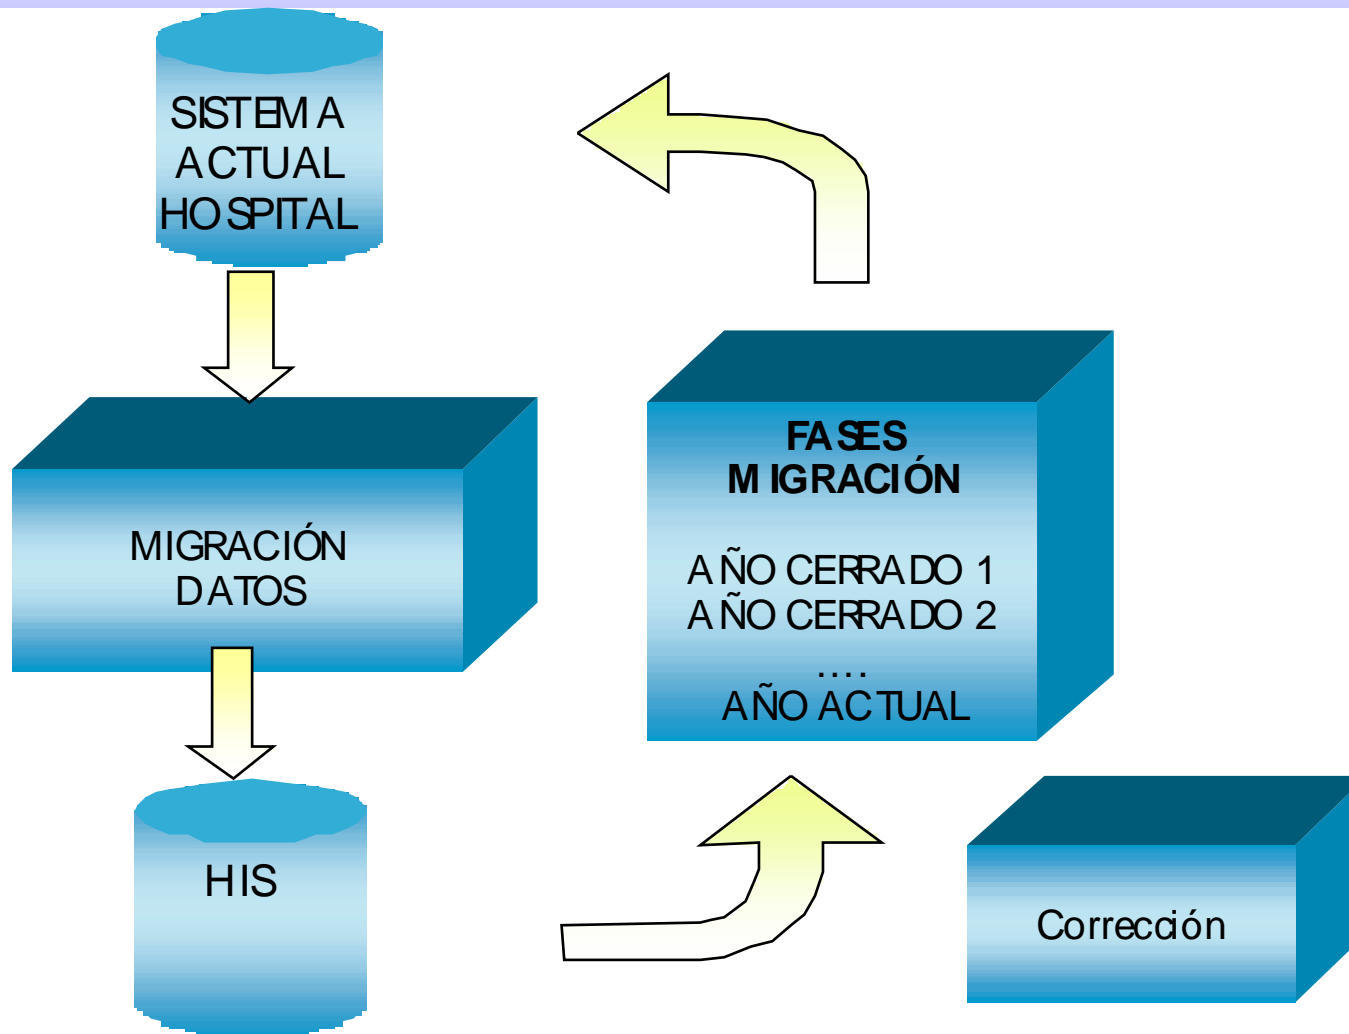 SISTEMA
ACTUAL
HOSPITAL
MIGRACIÓN
DATOS
HIS
FASES
MIGRACIÓN
AÑO CERRADO 1
AÑO CERRADO 2
....
AÑO ACTUAL
Corrección